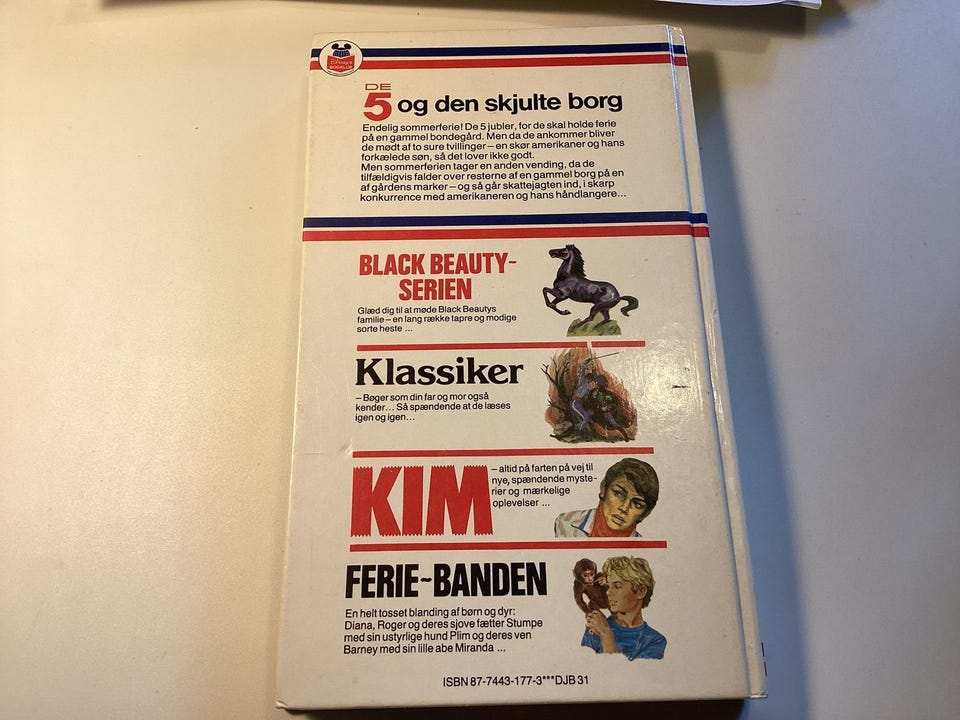 Disney's
BOGKLUB
DE
5 og den skjulte borg
Endelig sommerferie! De 5 jubler, for de skal holde ferie
på en gammel bondegård. Men da de ankommer bliver
de mødt af to sure tvillinger – en skør amerikaner og hans
forkælede søn, så det lover ikke godt.
Men sommerferien tager en anden vending, da de
tilfældigvis falder over resterne af en gammel borg på en
af gårdens marker – og så går skattejagten ind, i skarp
konkurrence med amerikaneren og hans håndlangere...
BLACK BEAUTY-
SERIEN
Glæd dig til at møde Black Beautys
familie – en lang række tapre og modige
sorte heste ...
Klassiker
– Bøger som din far og mor også
kender... Så spændende at de læses
igen og igen...
KIM
– altid på farten på vej til
nye, spændende myste-
rier og mærkelige
oplevelser ...
FERIE-BANDEN
En helt tosset blanding af børn og dyr:
Diana, Roger og deres sjove fætter Stumpe
med sin ustyrlige hund Plim og deres ven
Barney med sin lille abe Miranda ...
ISBN 87-7443-177-3***DJB 31